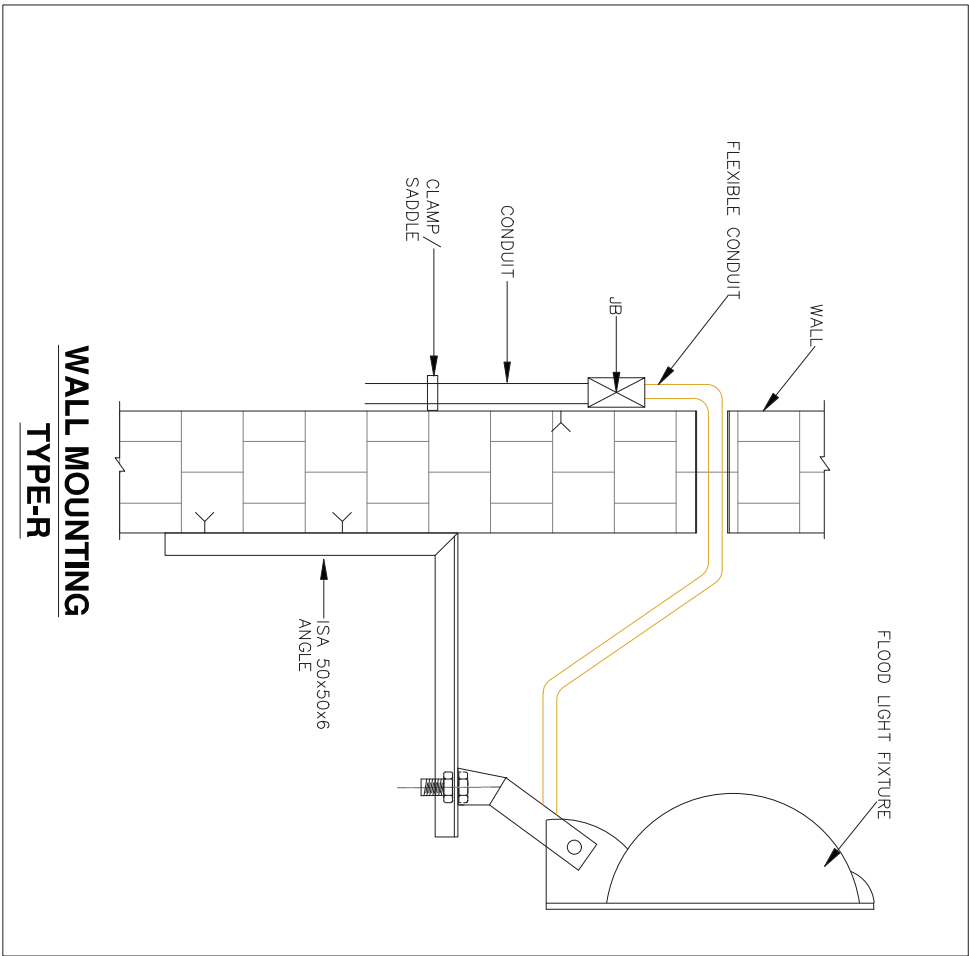 WALL
FLEXIBLE CONDUIT
JB
CONDUIT
CLAMP/
SADDLE
FLOOD LIGHT FIXTURE
ISA 50x50x6
ANGLE
WALL MOUNTING
TYPE-R